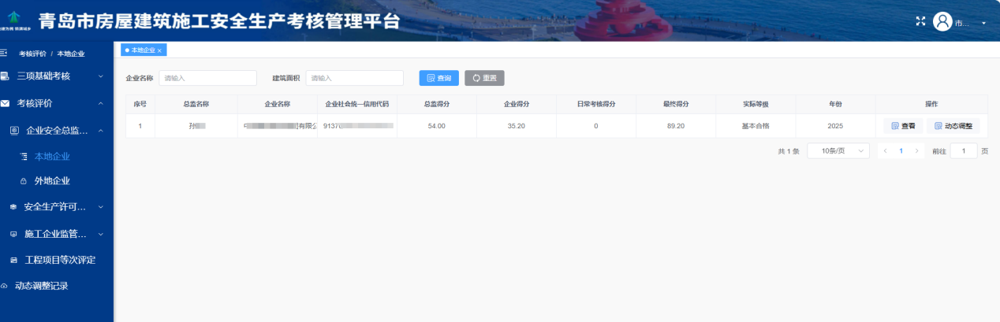 青岛市房屋建筑施工安全生产考核管理平台
市...
考核评价 / 本地企业
三项基础考核
考核评价
企业安全总监...
本地企业
外地企业
安全生产许可...
施工企业监管...
工程项目等次评定
动态调整记录
本地企业 ×
企业名称 请输入 建筑面积 请输入 查询 重置
序号 总监名称 企业名称 企业社会统一信用代码 总监得分 企业得分 日常考核得分 最终得分 实际等级 年份 操作
1 孙 有限公 9137 54.00 35.20 0 89.20 基本合格 2025 查看 动态调整
共 1 条 10条/页 < 1 > 前往 1 页